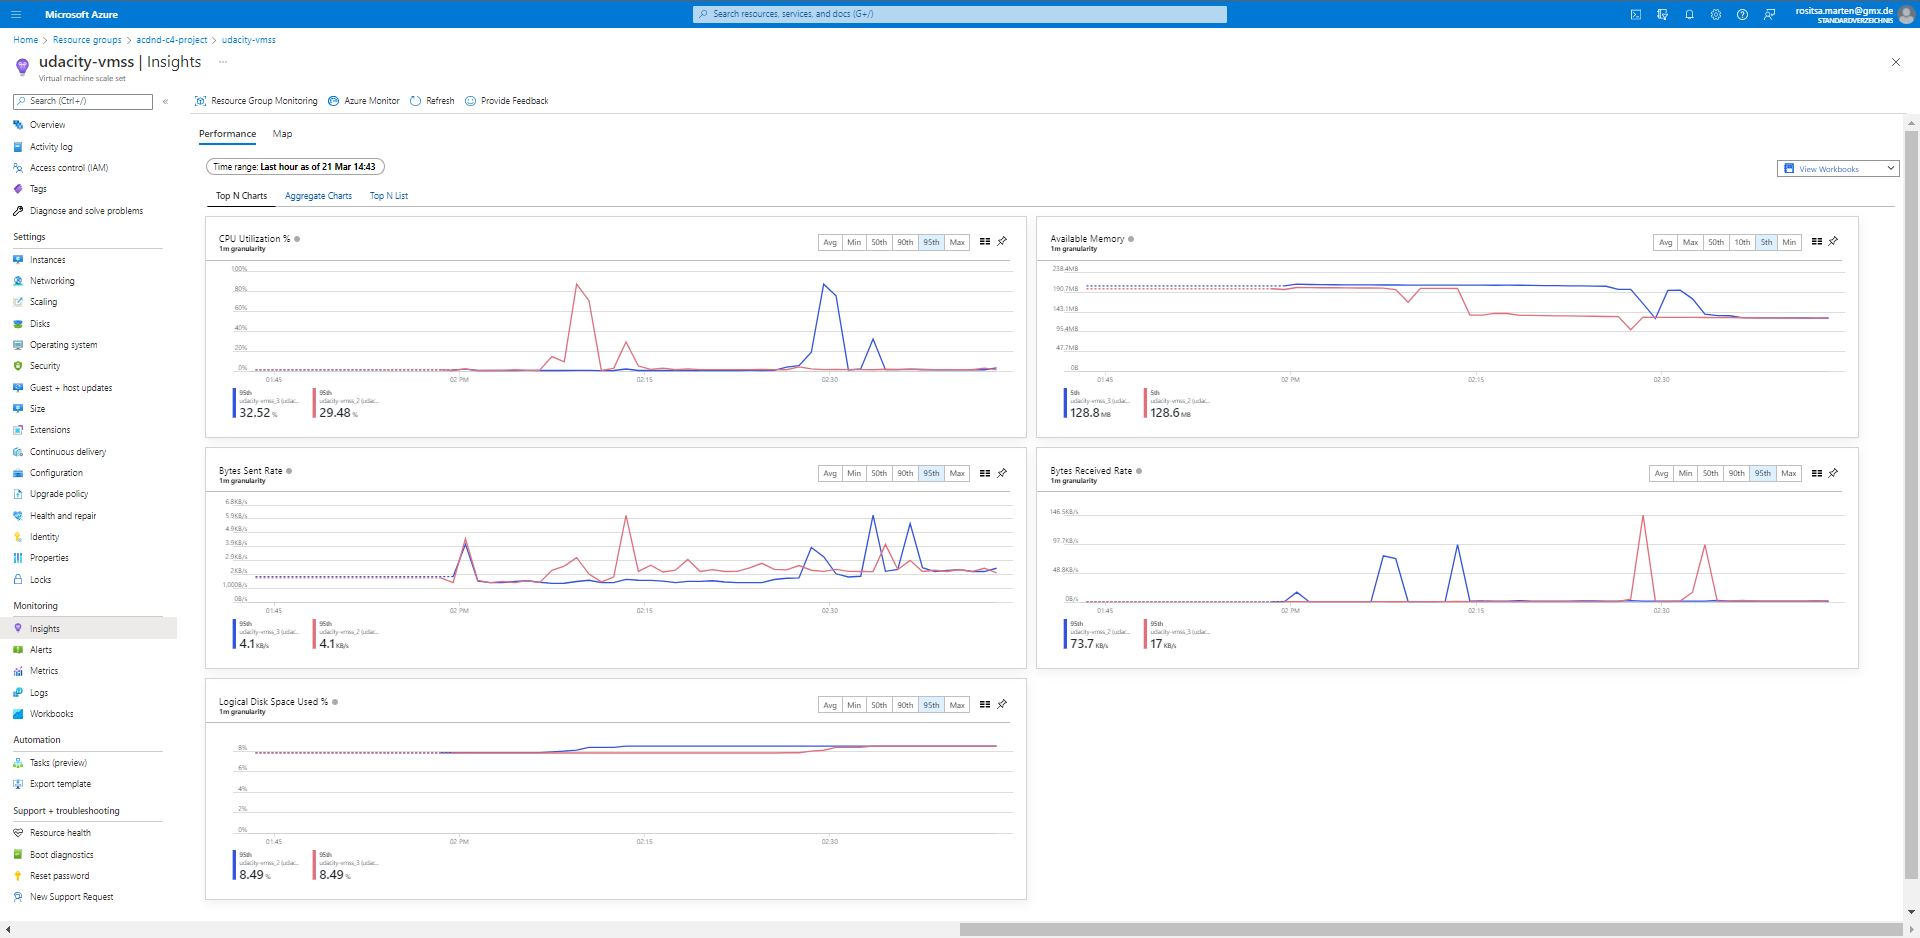 Microsoft Azure
Search resources, services, and docs (G+/)
rositsa.marten@gmx.de
STANDARDVERZEICHNIS
Home > Resource groups > acdnd-c4-project > udacity-vmss
udacity-vmss | Insights ...
Virtual machine scale set
Search (Ctrl+/)
«
Overview
Activity log
Access control (IAM)
Tags
Diagnose and solve problems
Settings
Instances
Networking
Scaling
Disks
Operating system
Security
Guest + host updates
Size
Extensions
Continuous delivery
Configuration
Upgrade policy
Health and repair
Identity
Properties
Locks
Monitoring
Insights
Alerts
Metrics
Logs
Workbooks
Automation
Tasks (preview)
Export template
Support + troubleshooting
Resource health
Boot diagnostics
Reset password
New Support Request
Resource Group Monitoring Azure Monitor Refresh Provide Feedback
Performance Map
Time range: Last hour as of 21 Mar 14:43
View Workbooks
Top N Charts Aggregate Charts Top N List
CPU Utilization %
1m granularity
Avg Min 50th 90th 95th Max
100%
80%
60%
40%
20%
0%
01:45 02 PM 02:15 02:30
95th 95th
udacity-vmss_3 (udac... udacity-vmss_2 (udac...
32.52 % 29.48 %
Available Memory
1m granularity
Avg Max 50th 10th 5th Min
238.4MB
190.7MB
143.1MB
95.4MB
47.7MB
0B
01:45 02 PM 02:15 02:30
5th 5th
udacity-vmss_3 (udac... udacity-vmss_2 (udac...
128.8 MB 128.6 MB
Bytes Sent Rate
1m granularity
Avg Min 50th 90th 95th Max
6.8KB/s
5.9KB/s
4.9KB/s
3.9KB/s
2.9KB/s
2KB/s
1,000B/s
0B/s
01:45 02 PM 02:15 02:30
95th 95th
udacity-vmss_3 (udac... udacity-vmss_2 (udac...
4.1 KB/s 4.1 KB/s
Bytes Received Rate
1m granularity
Avg Min 50th 90th 95th Max
146.5KB/s
97.7KB/s
48.8KB/s
0B/s
01:45 02 PM 02:15 02:30
95th 95th
udacity-vmss_2 (udac... udacity-vmss_3 (udac...
73.7 KB/s 17 KB/s
Logical Disk Space Used %
1m granularity
Avg Min 50th 90th 95th Max
8%
6%
4%
2%
0%
01:45 02 PM 02:15 02:30
95th 95th
udacity-vmss_2 (udac... udacity-vmss_3 (udac...
8.49 % 8.49 %